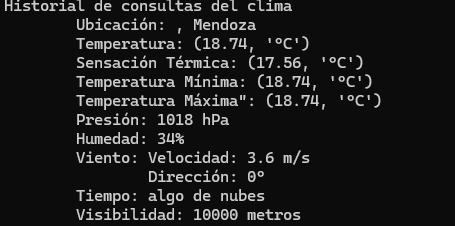 Historial de consultas del clima
Ubicación: , Mendoza
Temperatura: (18.74, '°C')
Sensación Térmica: (17.56, '°C')
Temperatura Mínima: (18.74, '°C')
Temperatura Máxima": (18.74, '°C')
Presión: 1018 hPa
Humedad: 34%
Viento: Velocidad: 3.6 m/s
Dirección: 0°
Tiempo: algo de nubes
Visibilidad: 10000 metros